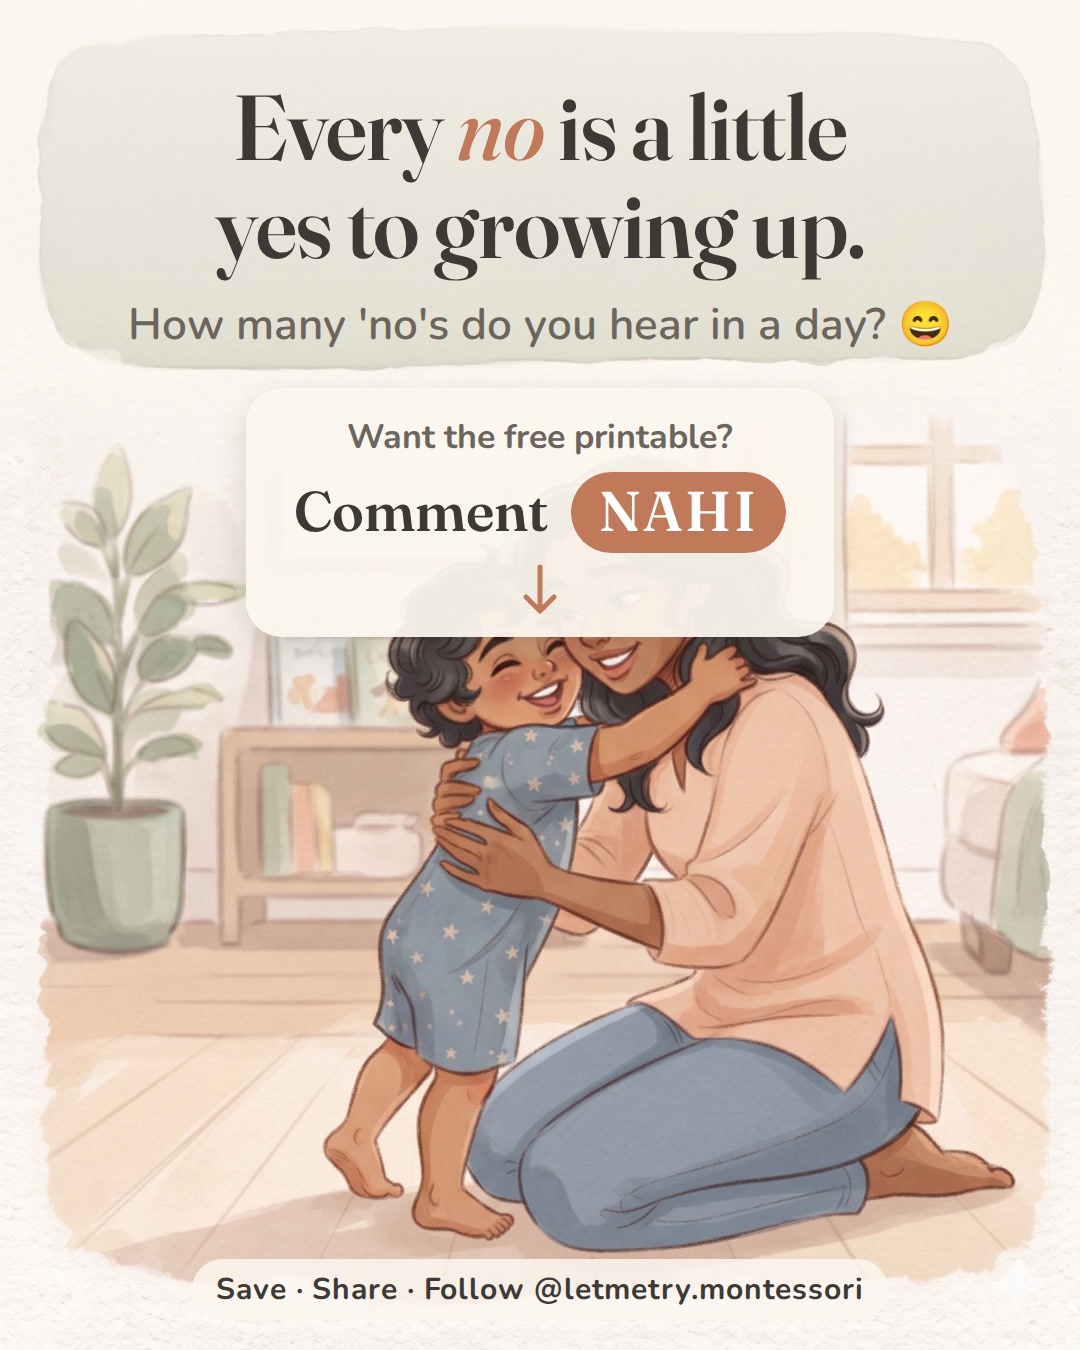 Every no is a little
yes to growing up.
How many 'no's do you hear in a day? 😄
Want the free printable?
Comment NAHI
↓
Save · Share · Follow @letmetry.montessori